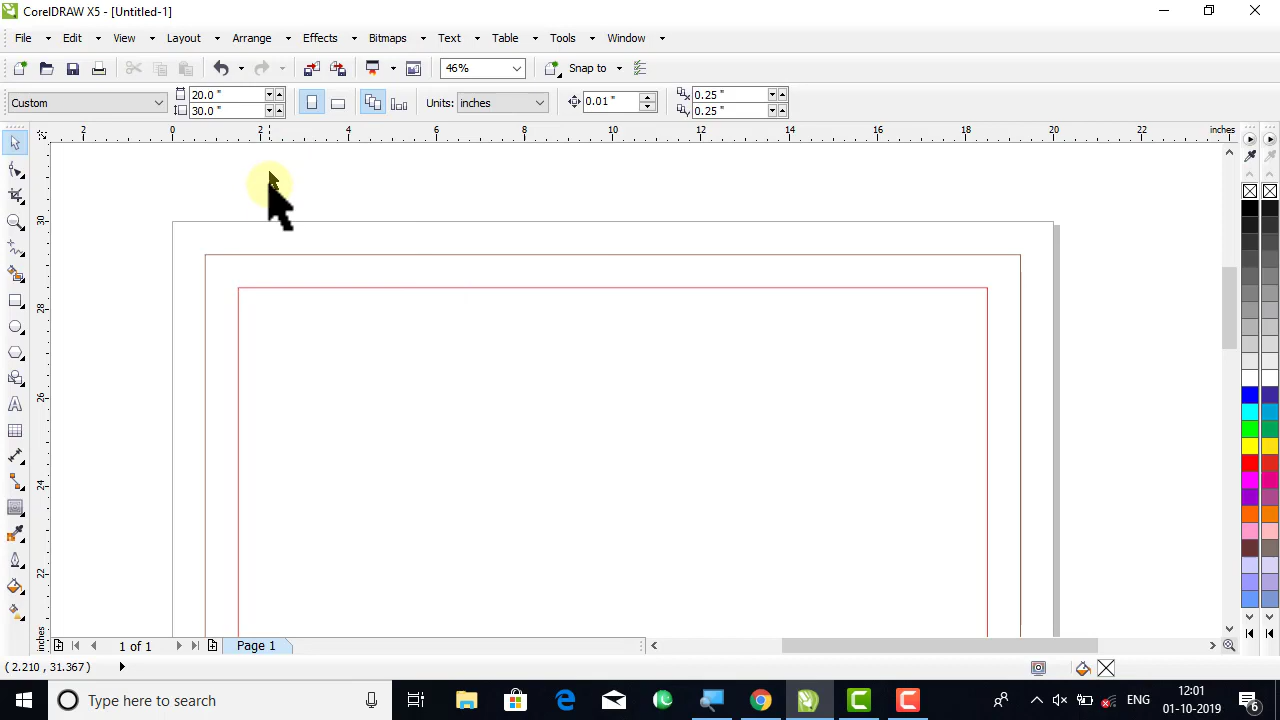 CorelDRAW X5 - [Untitled-1]
File Edit View Layout Arrange Effects Bitmaps Text Table Tools Window
46% Snap to
Custom 20.0 " 30.0 " Units: inches 0.01 " 0.25 " 0.25 "
2 0 2 4 6 8 10 12 14 16 18 20 22 inches
30
28
26
24
22
inches
1 of 1 Page 1
( 2.210 , 31.367 )
Type here to search ENG 12:01
01-10-2019 6